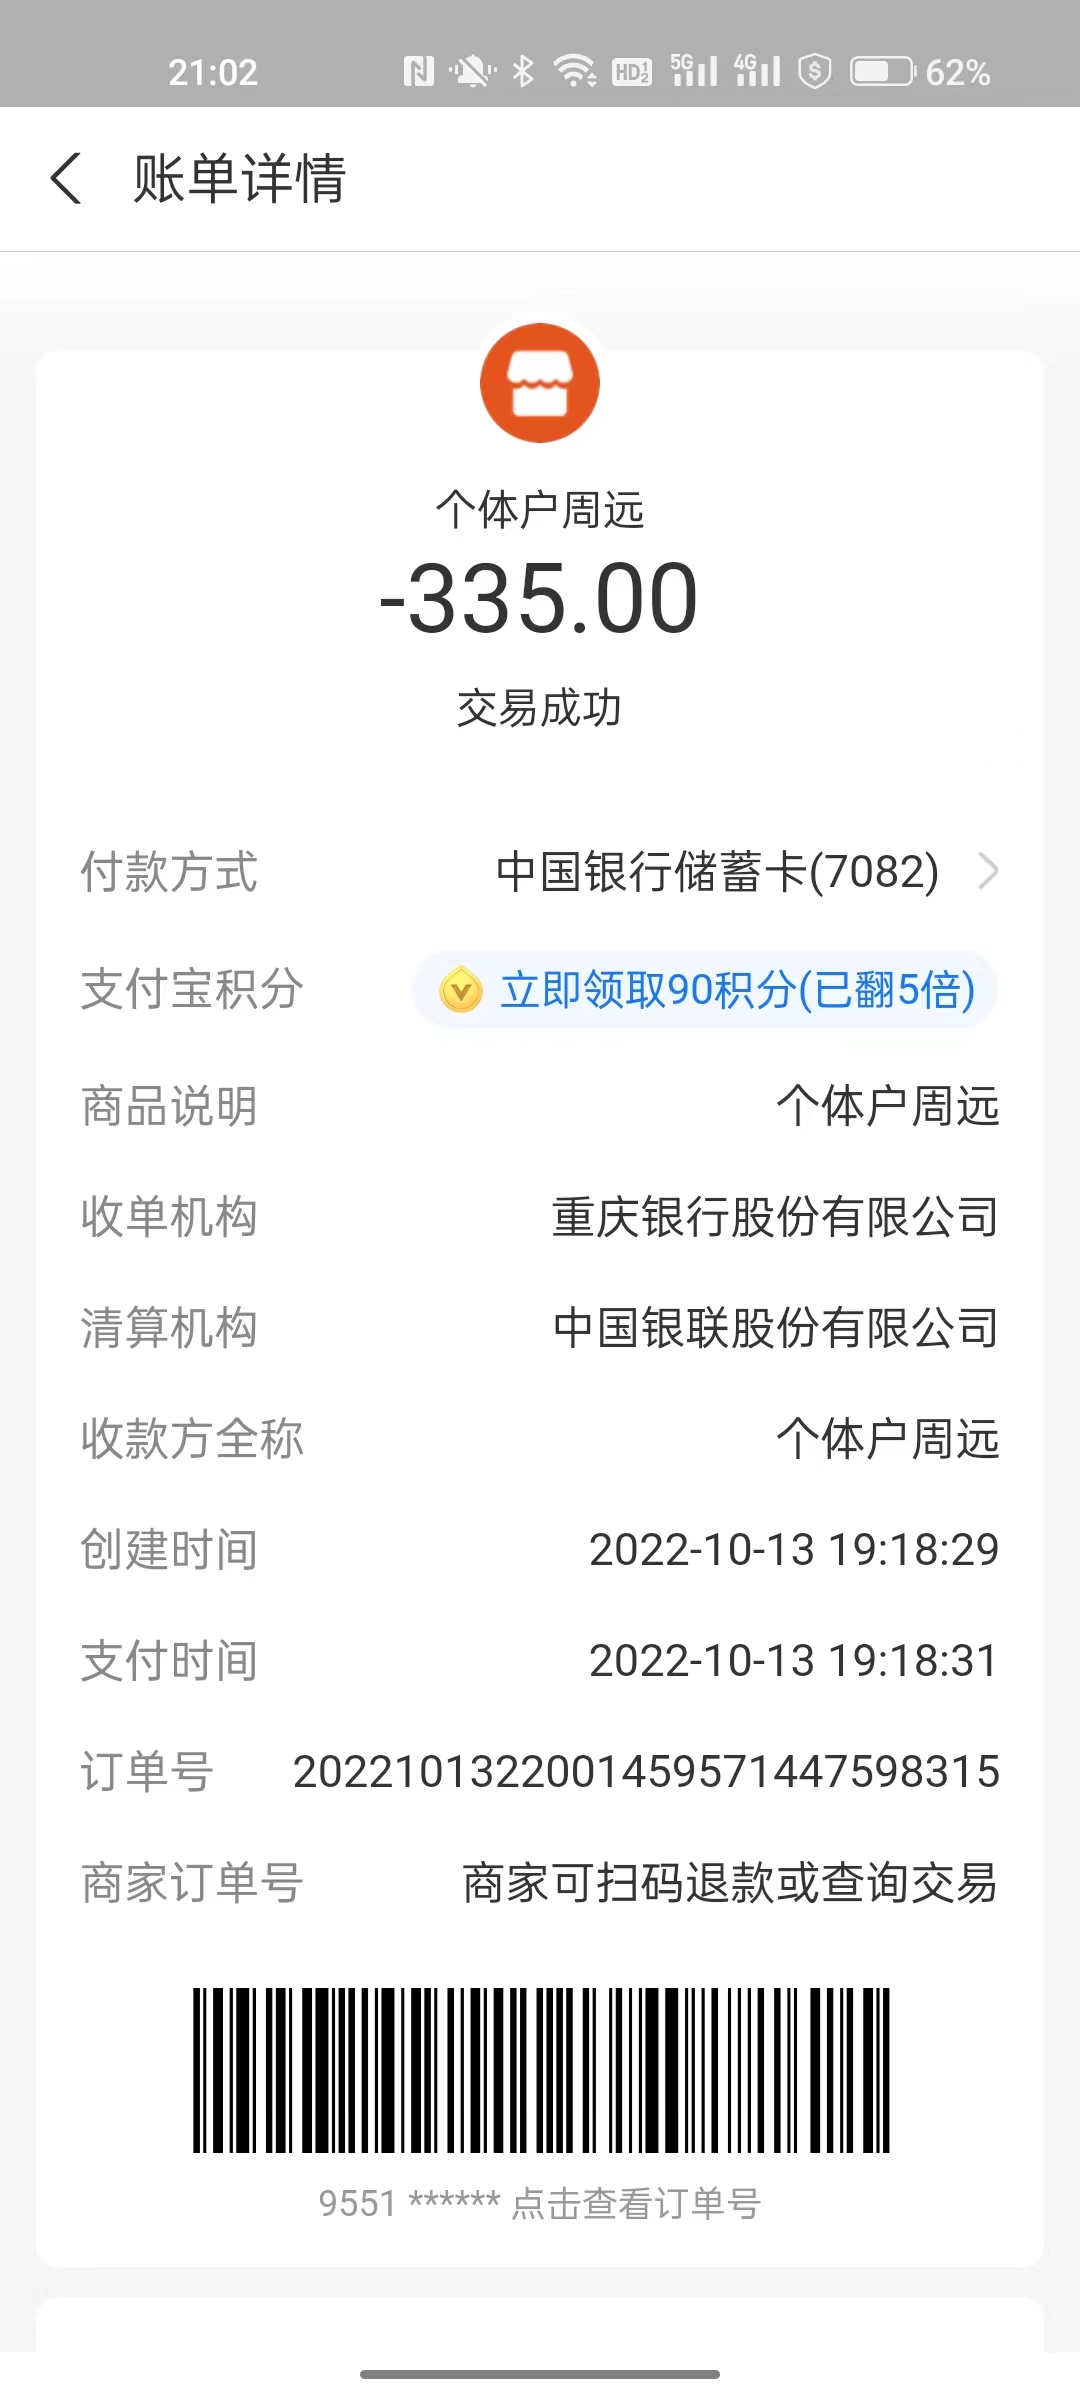 21:02
HD 1 2 5G 4G 62%
账单详情
个体户周远
-335.00
交易成功
付款方式 中国银行储蓄卡(7082)
支付宝积分 立即领取90积分(已翻5倍)
商品说明 个体户周远
收单机构 重庆银行股份有限公司
清算机构 中国银联股份有限公司
收款方全称 个体户周远
创建时间 2022-10-13 19:18:29
支付时间 2022-10-13 19:18:31
订单号 2022101322001459571447598315
商家订单号 商家可扫码退款或查询交易
9551 ****** 点击查看订单号